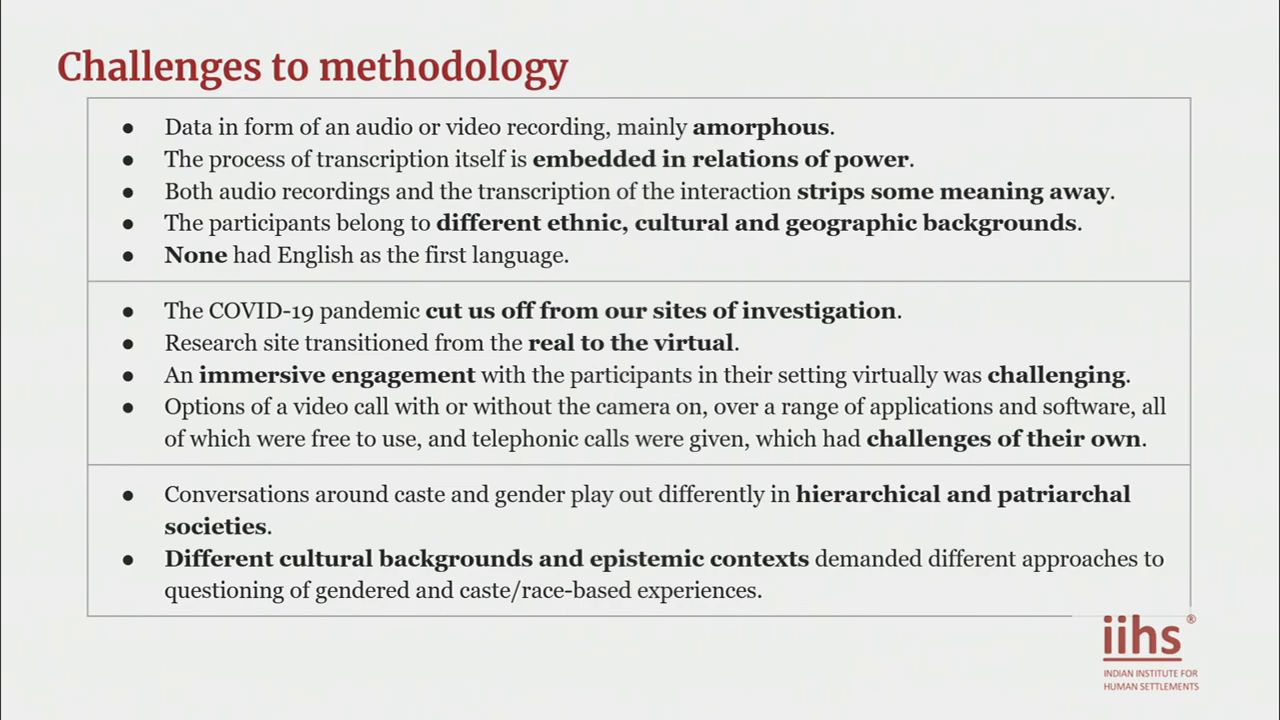 Challenges to methodology
● Data in form of an audio or video recording, mainly amorphous.
● The process of transcription itself is embedded in relations of power.
● Both audio recordings and the transcription of the interaction strips some meaning away.
● The participants belong to different ethnic, cultural and geographic backgrounds.
● None had English as the first language.
● The COVID-19 pandemic cut us off from our sites of investigation.
● Research site transitioned from the real to the virtual.
● An immersive engagement with the participants in their setting virtually was challenging.
● Options of a video call with or without the camera on, over a range of applications and software, all
of which were free to use, and telephonic calls were given, which had challenges of their own.
● Conversations around caste and gender play out differently in hierarchical and patriarchal
societies.
● Different cultural backgrounds and epistemic contexts demanded different approaches to
questioning of gendered and caste/race-based experiences.
iihs®
INDIAN INSTITUTE FOR
HUMAN SETTLEMENTS